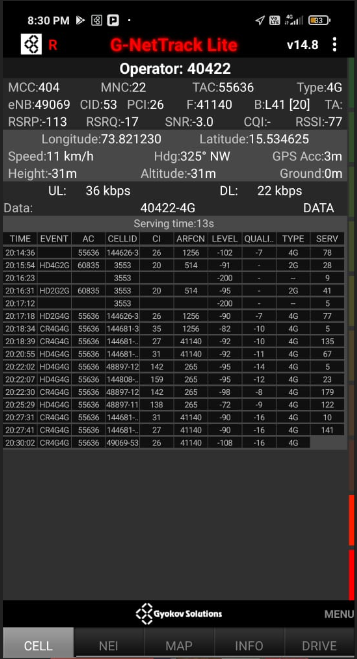 8:30 PM
4G
83
R G-NetTrack Lite v14.8
Operator: 40422
MCC:404 MNC:22 TAC:55636 Type:4G
eNB:49069 CID:53 PCI:26 F:41140 B:L41 [20] TA:
RSRP:-113 RSRQ:-17 SNR:-3.0 CQI:- RSSI:-77
Longitude:73.821230 Latitude:15.534625
Speed:11 km/h Hdg:325° NW GPS Acc:3m
Height:-31m Altitude:-31m Ground:0m
UL: 36 kbps DL: 22 kbps
Data: 40422-4G DATA
Serving time:13s
TIME EVENT AC CELLID CI ARFCN LEVEL QUALI.. TYPE SERV
20:14:36 55636 144626-3 26 1256 -102 -7 4G 78
20:15:54 HD4G2G 60835 3553 20 514 -91 - 2G 28
20:16:23 3553 -200 - -- 9
20:16:31 HD2G2G 60835 3553 20 514 -95 - 2G 41
20:17:12 3553 -200 - -- 5
20:17:18 HD2G4G 55636 144626-3 26 1256 -90 -7 4G 77
20:18:34 CR4G4G 55636 144681-3 35 1256 -82 -10 4G 5
20:18:39 CR4G4G 55636 144681-.. 27 41140 -92 -10 4G 135
20:20:55 HD4G4G 55636 144681-.. 31 41140 -92 -11 4G 67
20:22:02 HD4G4G 55636 48897-12 142 265 -95 -14 4G 5
20:22:07 HD4G4G 55636 144808-.. 159 265 -95 -12 4G 23
20:22:30 CR4G4G 55636 48897-12 142 265 -98 -8 4G 179
20:25:29 HD4G4G 55636 48897-11 138 265 -72 -9 4G 122
20:27:31 CR4G4G 55636 144681-.. 31 41140 -90 -16 4G 10
20:27:41 CR4G4G 55636 144681-.. 27 41140 -90 -16 4G 141
20:30:02 CR4G4G 55636 49069-53 26 41140 -108 -16 4G
Gyokov Solutions MENU
CELL NEI MAP INFO DRIVE